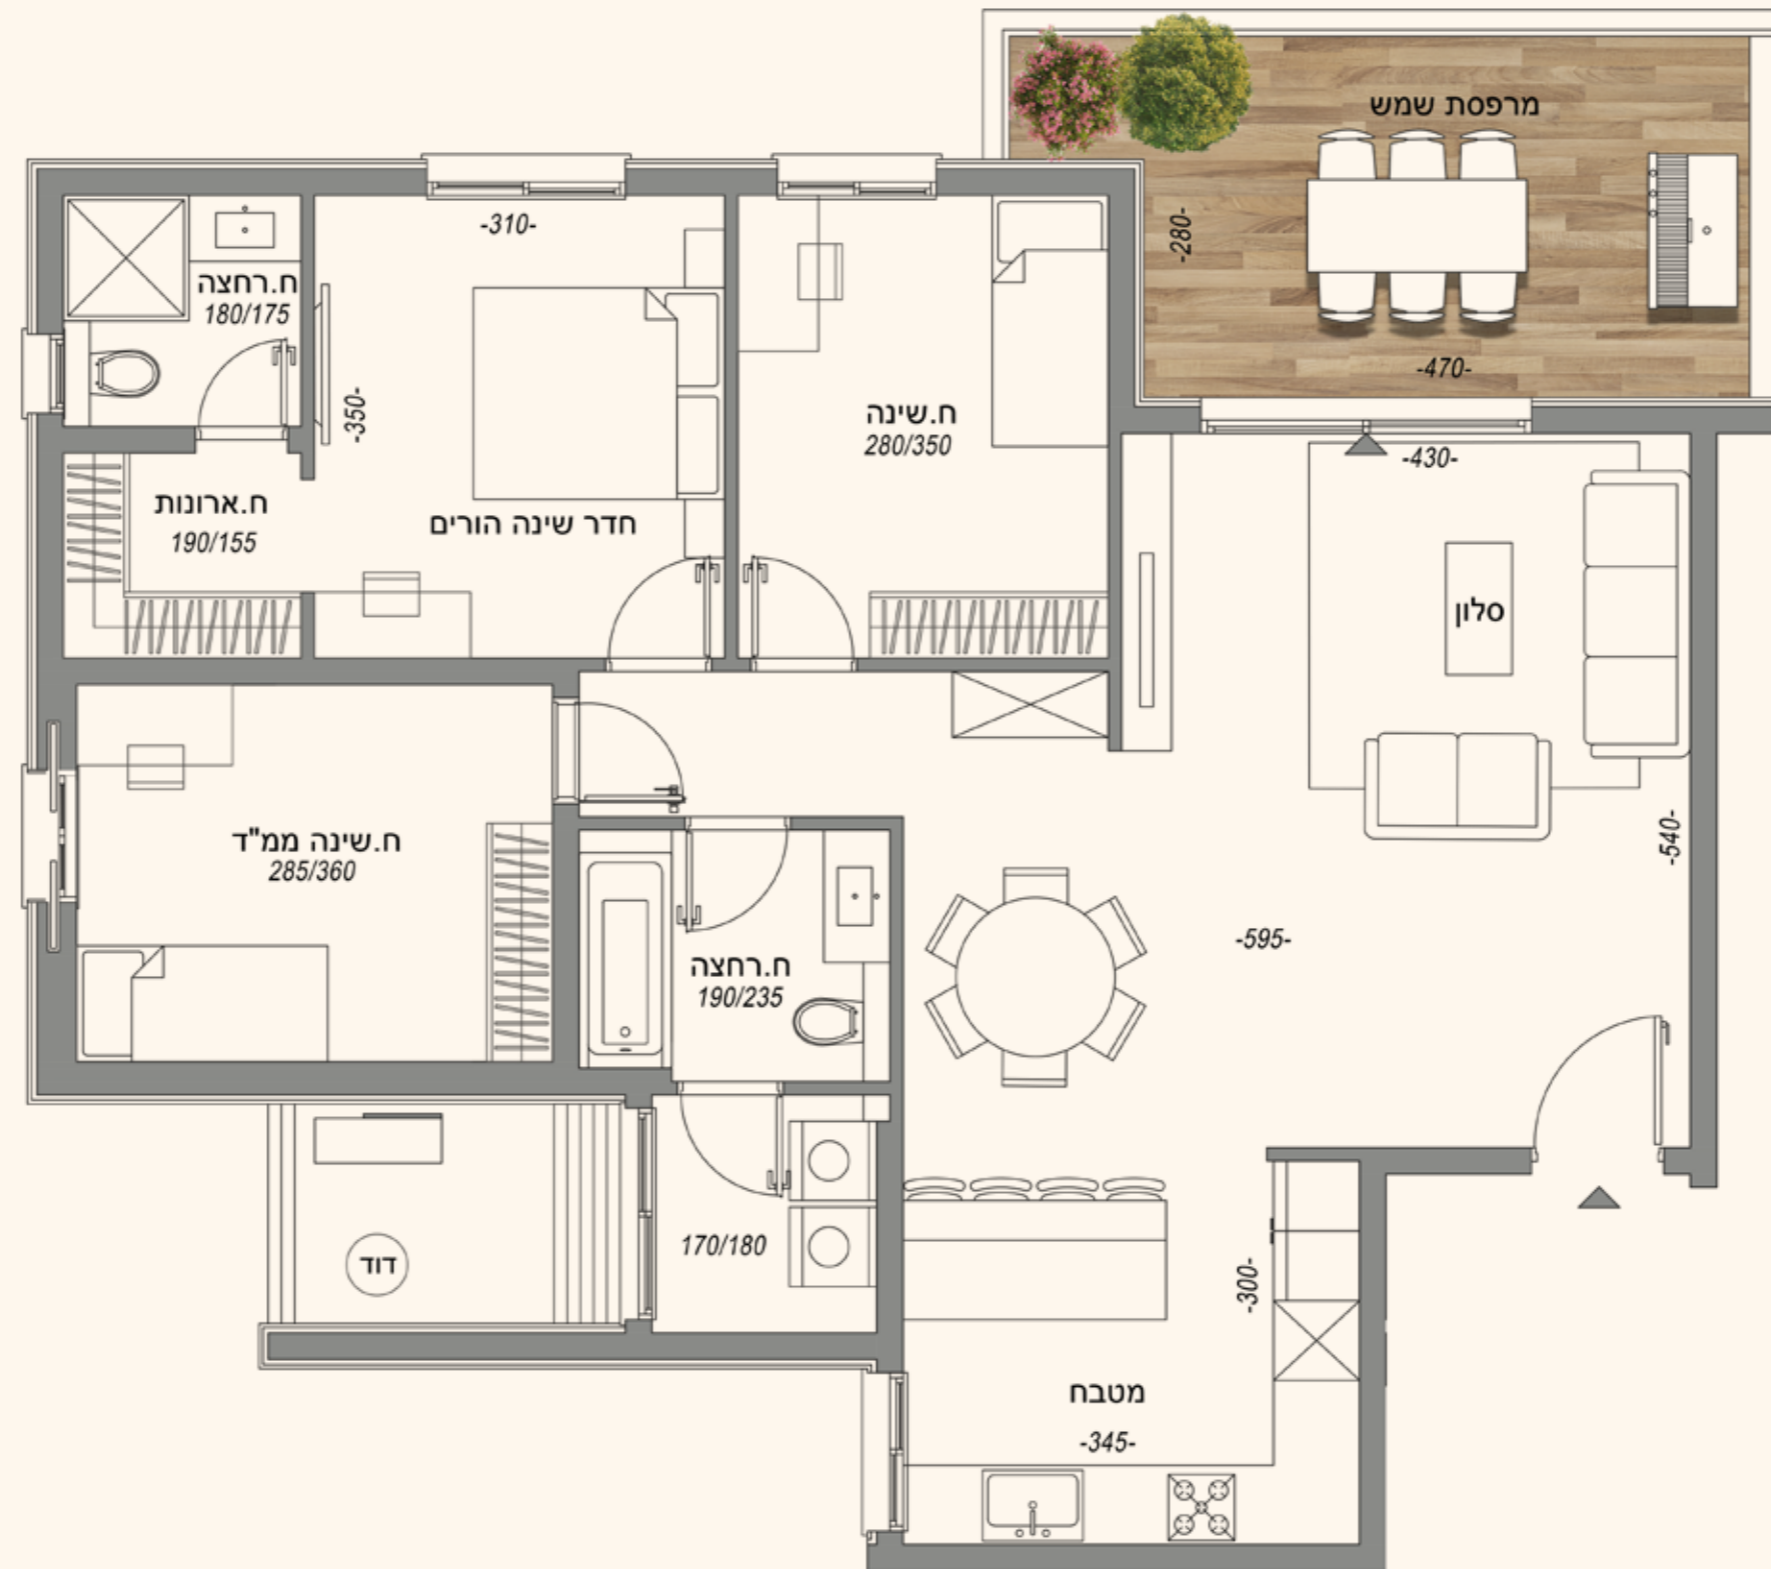 מרפסת שמש
-280-
-470-
-310-
ח.רחצה
180/175
-350-
ח.שינה
280/350
-430-
ח.ארונות
190/155
חדר שינה הורים
סלון
ח.שינה ממ"ד
285/360
-540-
-595-
ח.רחצה
190/235
170/180
דוד
-300-
מטבח
-345-